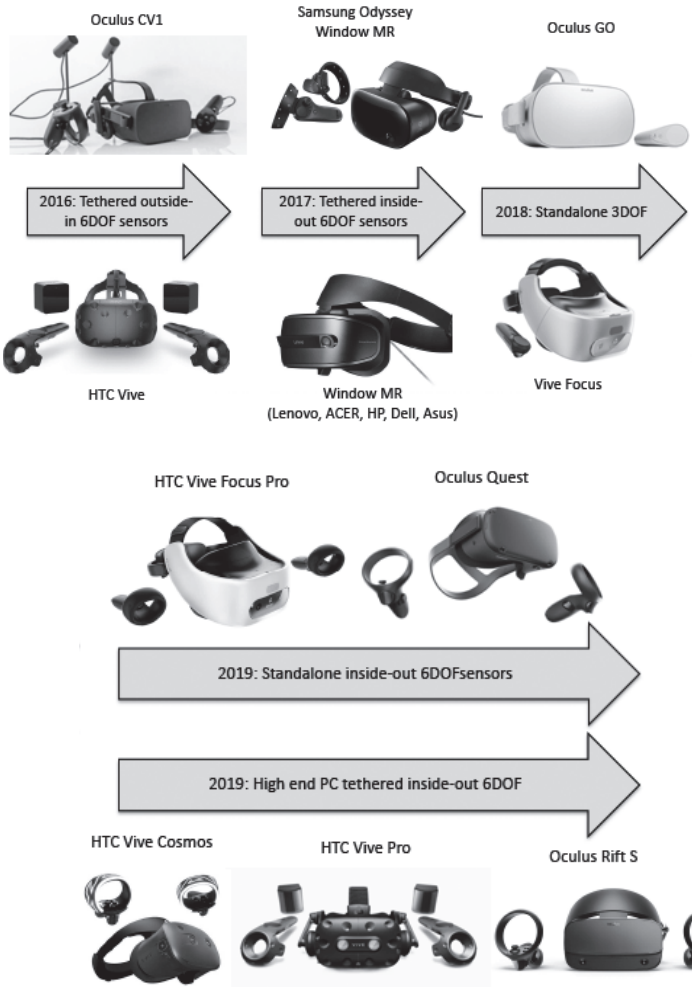 Oculus CV1
Samsung Odyssey
Window MR
Oculus GO
2016: Tethered outside-
in 6DOF sensors
2017: Tethered inside-
out 6DOF sensors
2018: Standalone 3DOF
HTC Vive
Window MR
(Lenovo, ACER, HP, Dell, Asus)
Vive Focus
HTC Vive Focus Pro
Oculus Quest
2019: Standalone inside-out 6DOFsensors
2019: High end PC tethered inside-out 6DOF
HTC Vive Cosmos
HTC Vive Pro
Oculus Rift S
VIVE